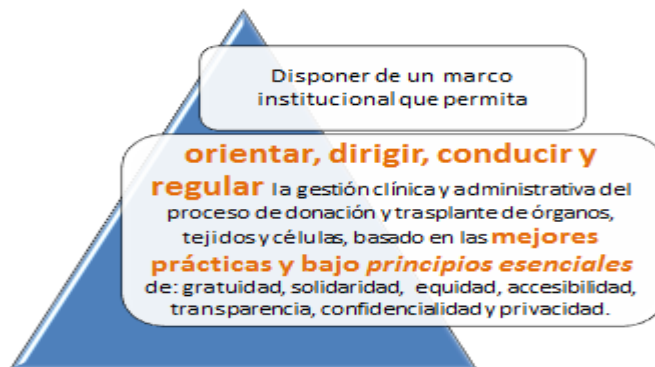 Disponer de un marco
institucional que permita
orientar, dirigir, conducir y
regular la gestión clínica y administrativa del
proceso de donación y trasplante de órganos,
tejidos y células, basado en las mejores
prácticas y bajo principios esenciales
de: gratuidad, solidaridad, equidad, accesibilidad,
transparencia, confidencialidad y privacidad.